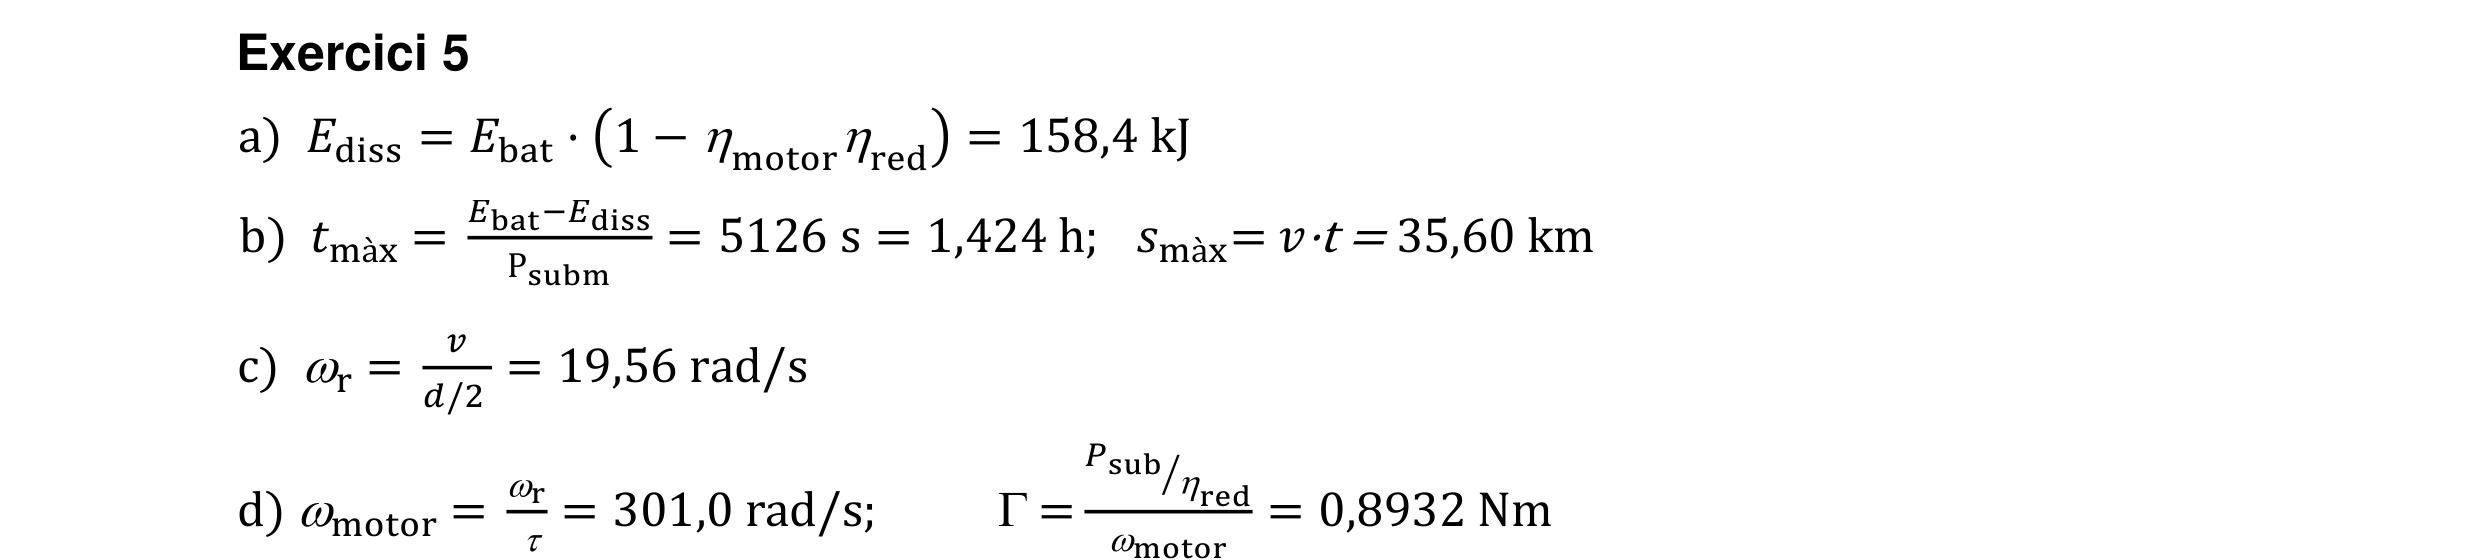 Exercici 5
a) E_diss = E_bat · (1 − η_motor η_red) = 158,4 kJ
b) t_màx = (E_bat−E_diss)/P_subm = 5126 s = 1,424 h; s_màx= v·t = 35,60 km
c) ω_r = v/(d/2) = 19,56 rad/s
d) ω_motor = ω_r/τ = 301,0 rad/s; Γ = (P_sub/η_red)/ω_motor = 0,8932 Nm